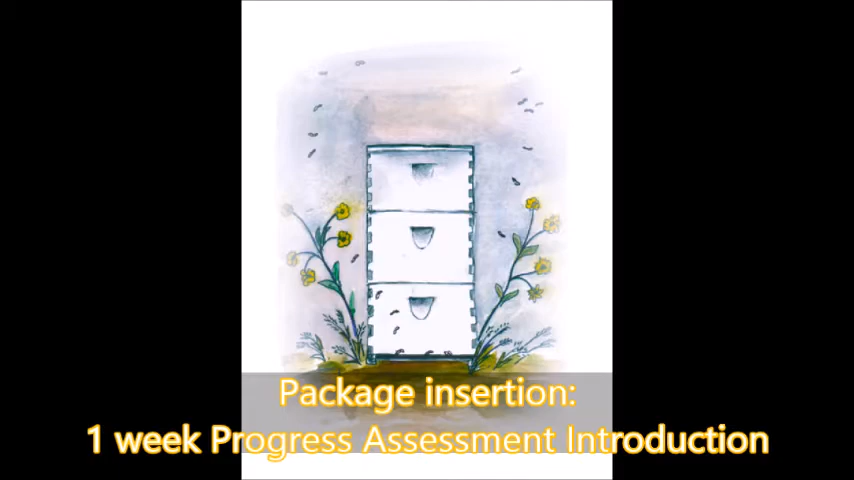 Package insertion:
1 week Progress Assessment Introduction